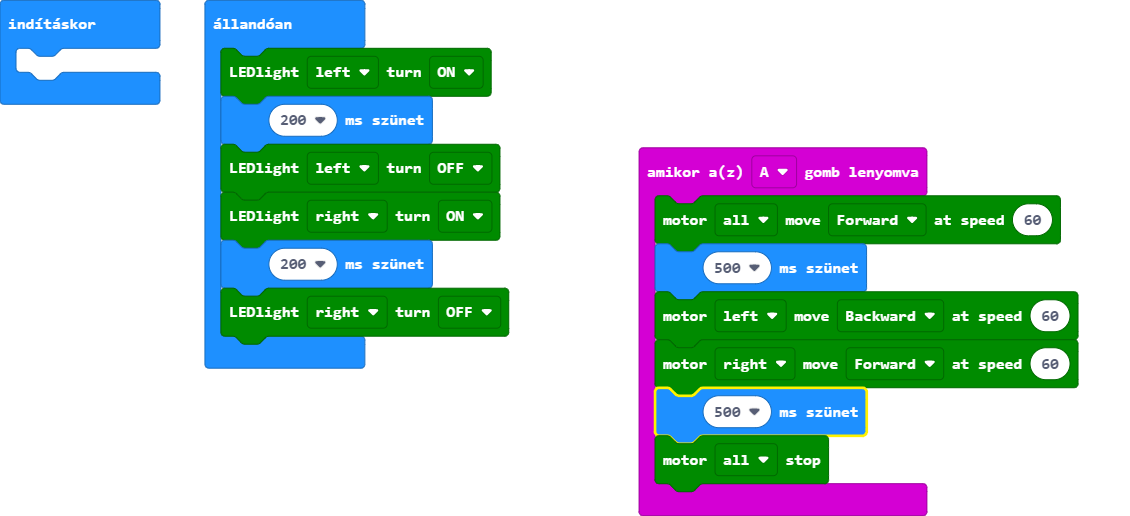 indításkor
állandóan
LEDlight left turn ON
200 ms szünet
LEDlight left turn OFF
LEDlight right turn ON
200 ms szünet
LEDlight right turn OFF
amikor a(z) A gomb lenyomva
motor all move Forward at speed 60
500 ms szünet
motor left move Backward at speed 60
motor right move Forward at speed 60
500 ms szünet
motor all stop